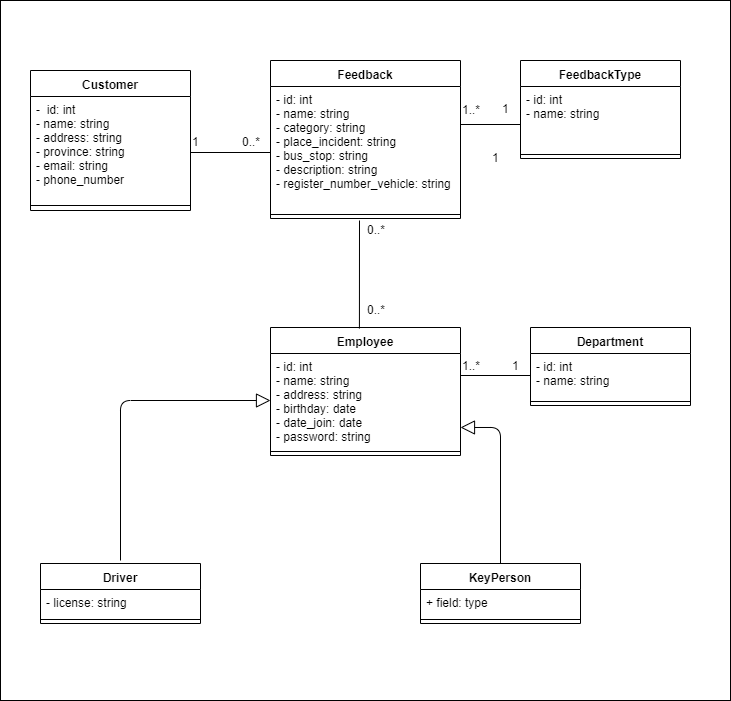 Customer
- id: int
- name: string
- address: string
- province: string
- email: string
- phone_number
1
0..*
Feedback
- id: int
- name: string
- category: string
- place_incident: string
- bus_stop: string
- description: string
- register_number_vehicle: string
1..*
1
1
FeedbackType
- id: int
- name: string
0..*
0..*
Employee
- id: int
- name: string
- address: string
- birthday: date
- date_join: date
- password: string
1..*
1
Department
- id: int
- name: string
Driver
- license: string
KeyPerson
+ field: type